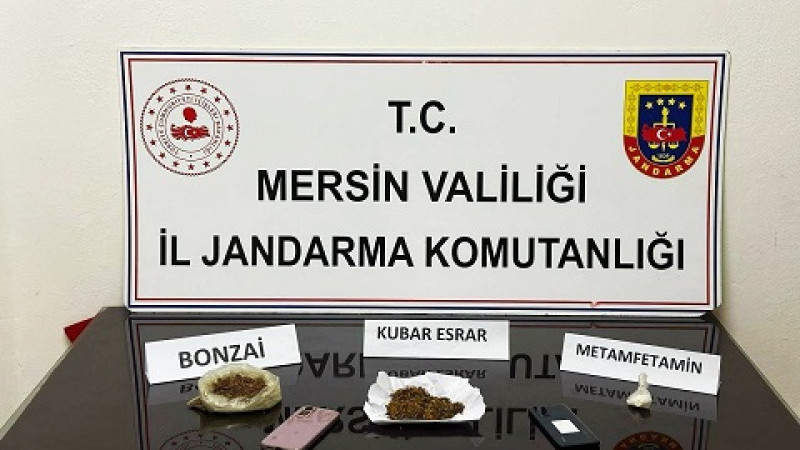 T.C.
MERSİN VALİLİĞİ
İL JANDARMA KOMUTANLIĞI
JANDARMA
BONZAİ
KUBAR ESRAR
METAMFETAMİN